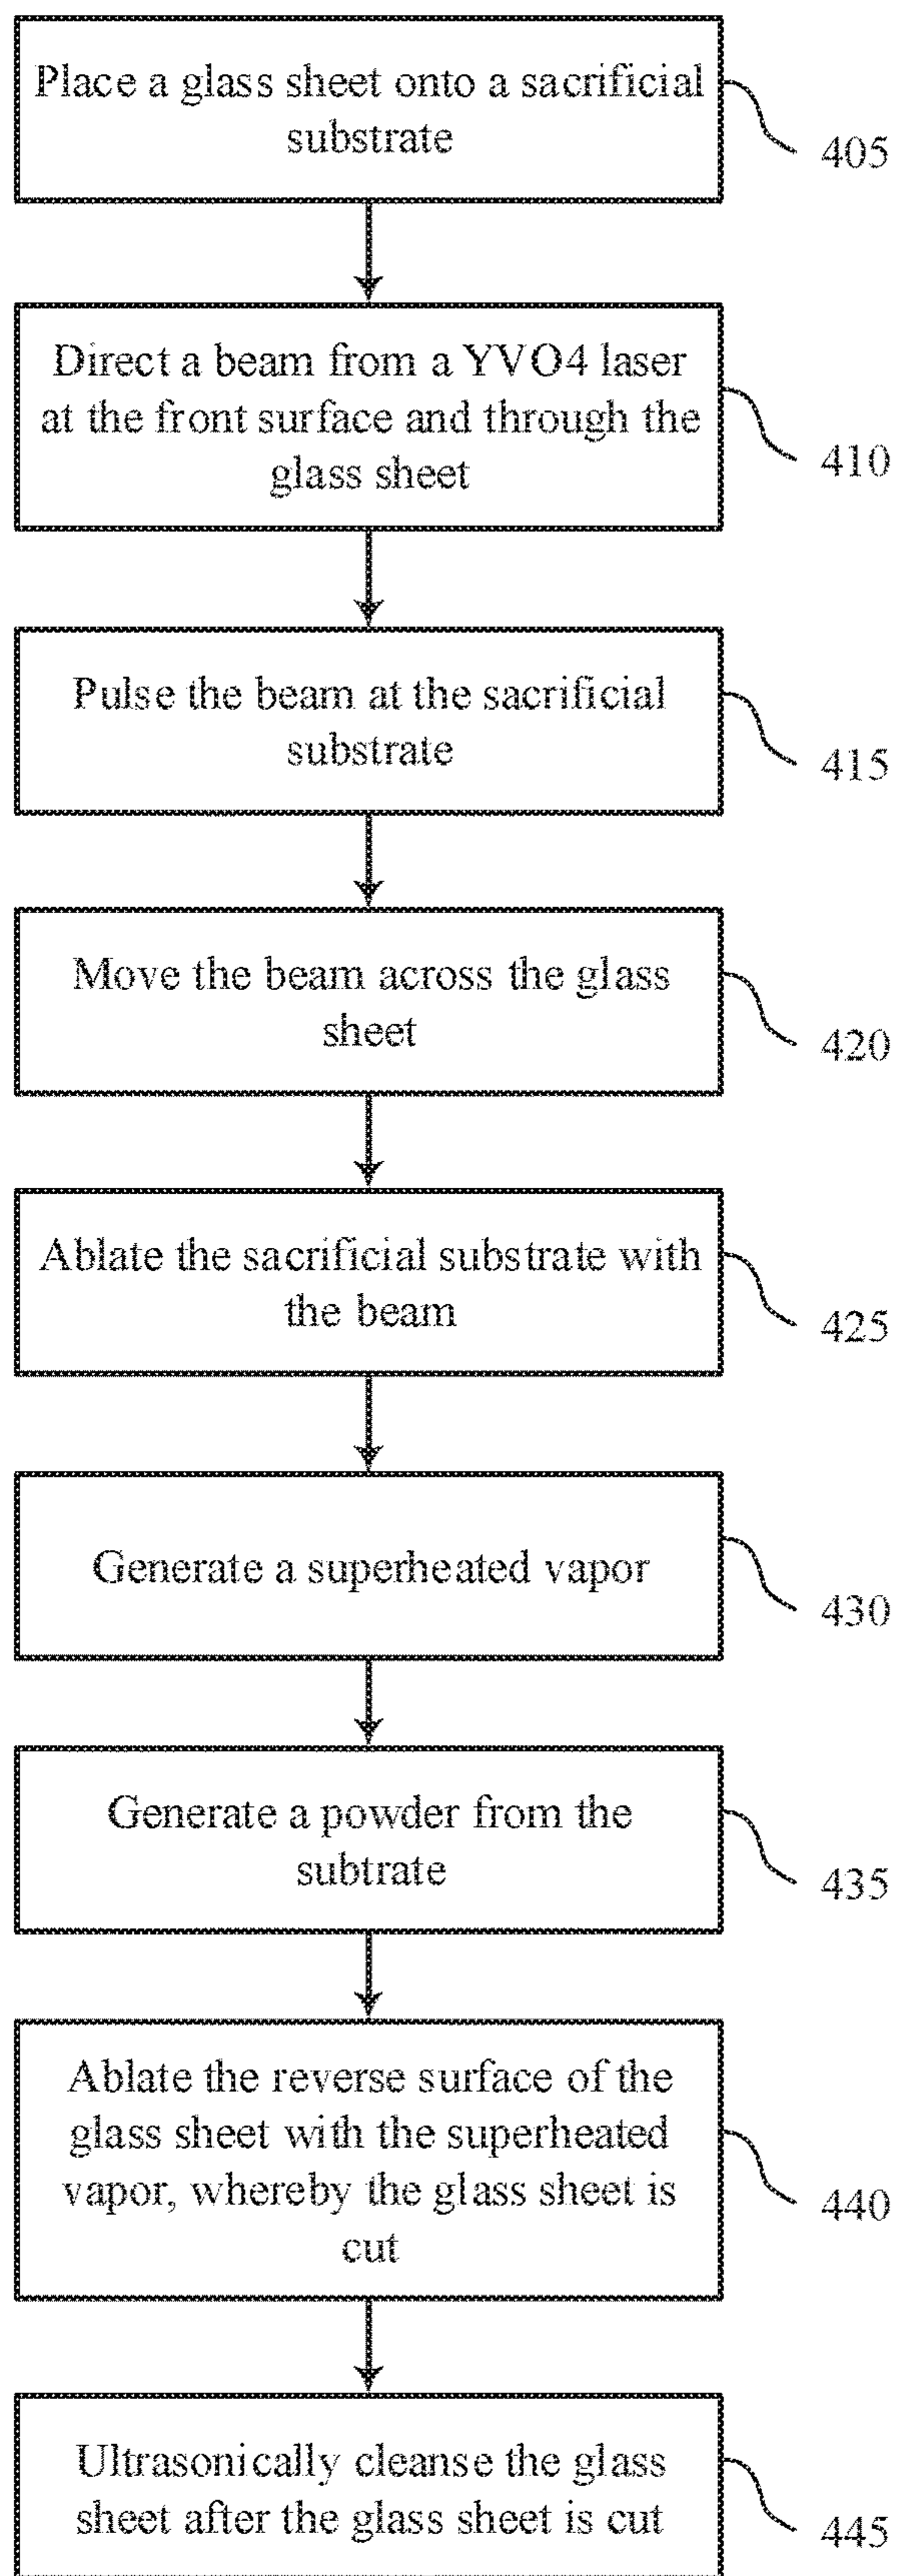 Place a glass sheet onto a sacrificial
substrate
405
Direct a beam from a YVO4 laser
at the front surface and through the
glass sheet
410
Pulse the beam at the sacrificial
substrate
415
Move the beam across the glass
sheet
420
Ablate the sacrificial substrate with
the beam
425
Generate a superheated vapor
430
Generate a powder from the
subtrate
435
Ablate the reverse surface of the
glass sheet with the superheated
vapor, whereby the glass sheet is
cut
440
Ultrasonically cleanse the glass
sheet after the glass sheet is cut
445